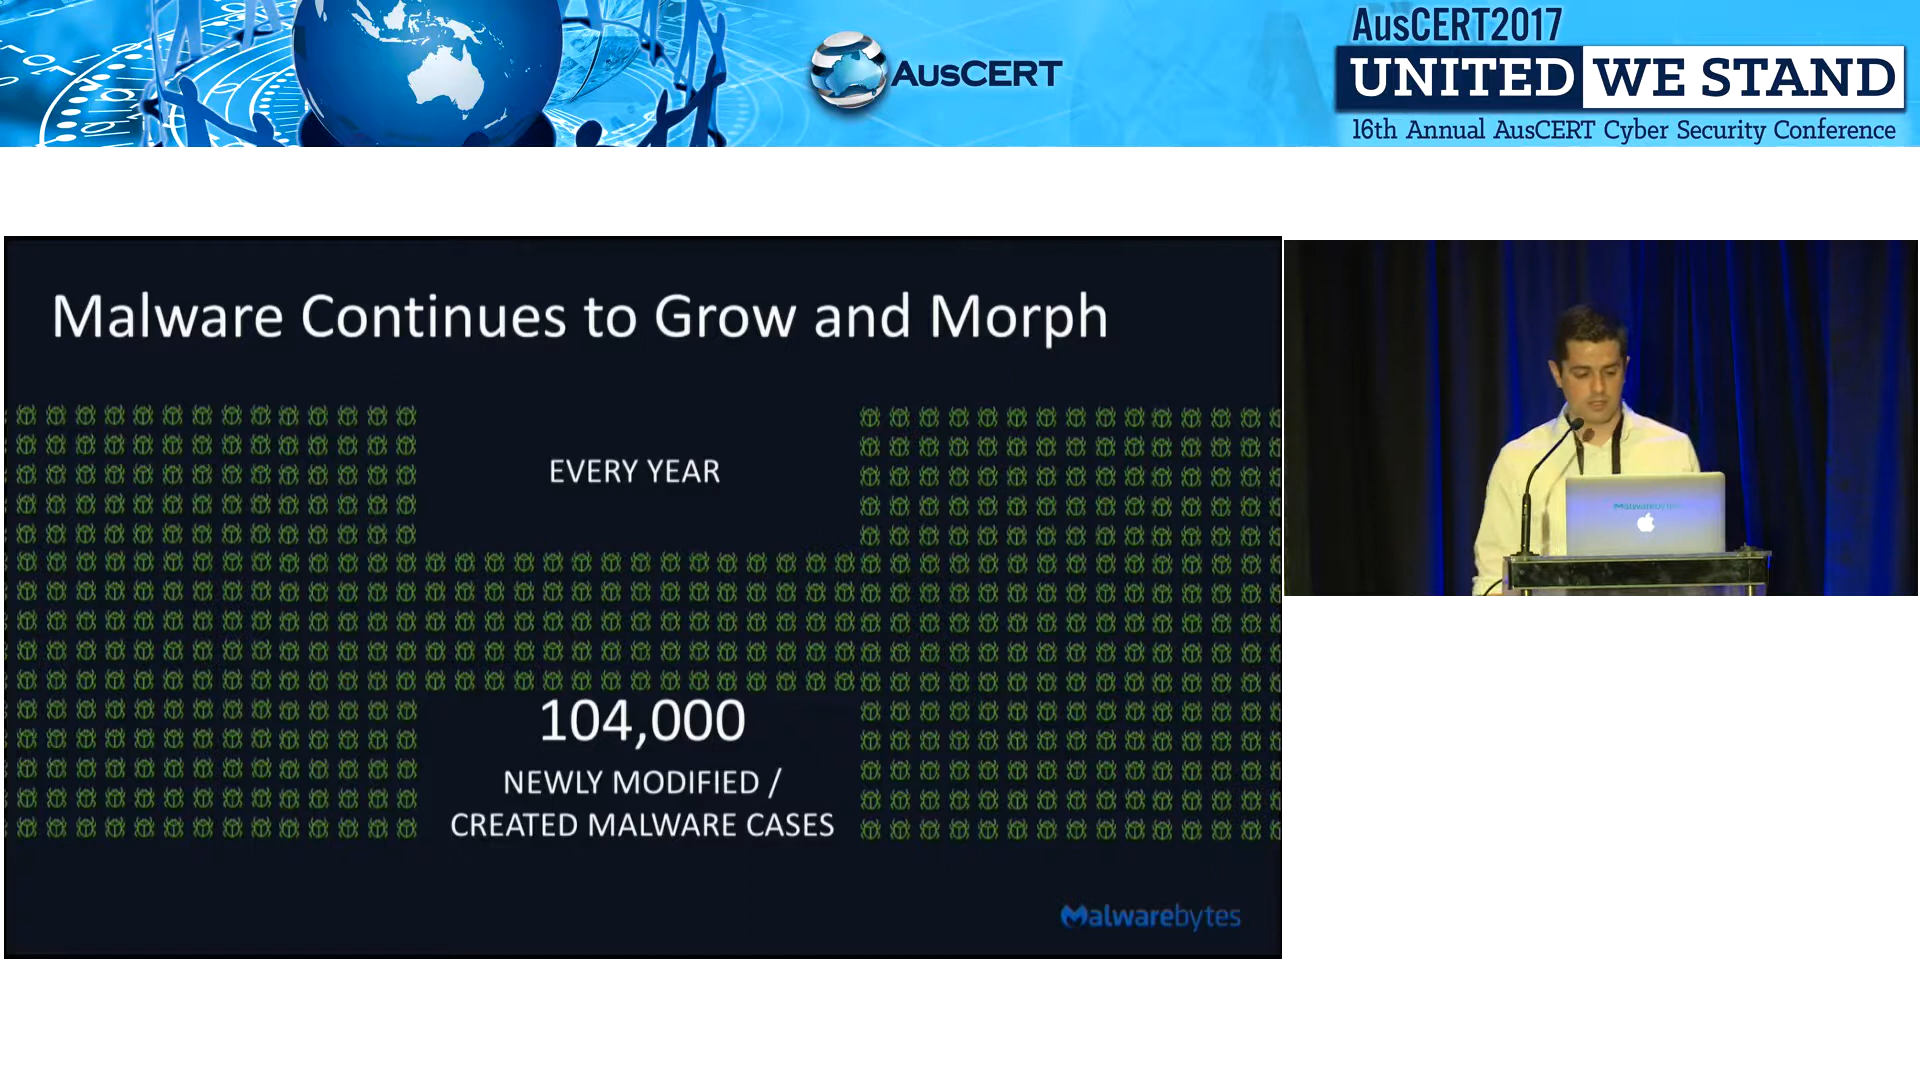 AusCERT
AusCERT2017
UNITED WE STAND
16th Annual AusCERT Cyber Security Conference
Malware Continues to Grow and Morph
EVERY YEAR
104,000
NEWLY MODIFIED /
CREATED MALWARE CASES
Malwarebytes
Malwarebytes